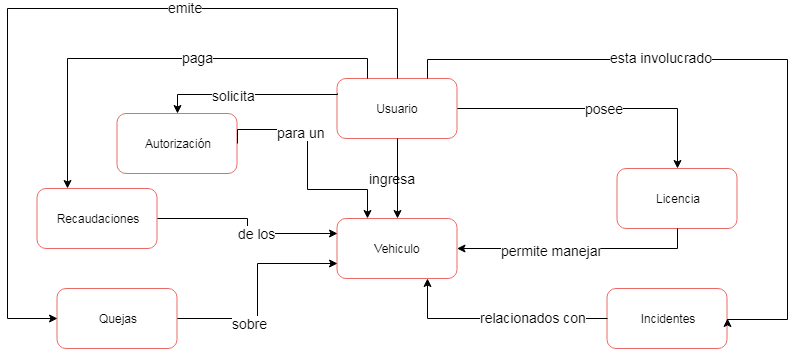 emite
paga
esta involucrado
solicita
Usuario
posee
Autorización
para un
ingresa
Licencia
Recaudaciones
de los
Vehiculo
permite manejar
Quejas
sobre
relacionados con
Incidentes